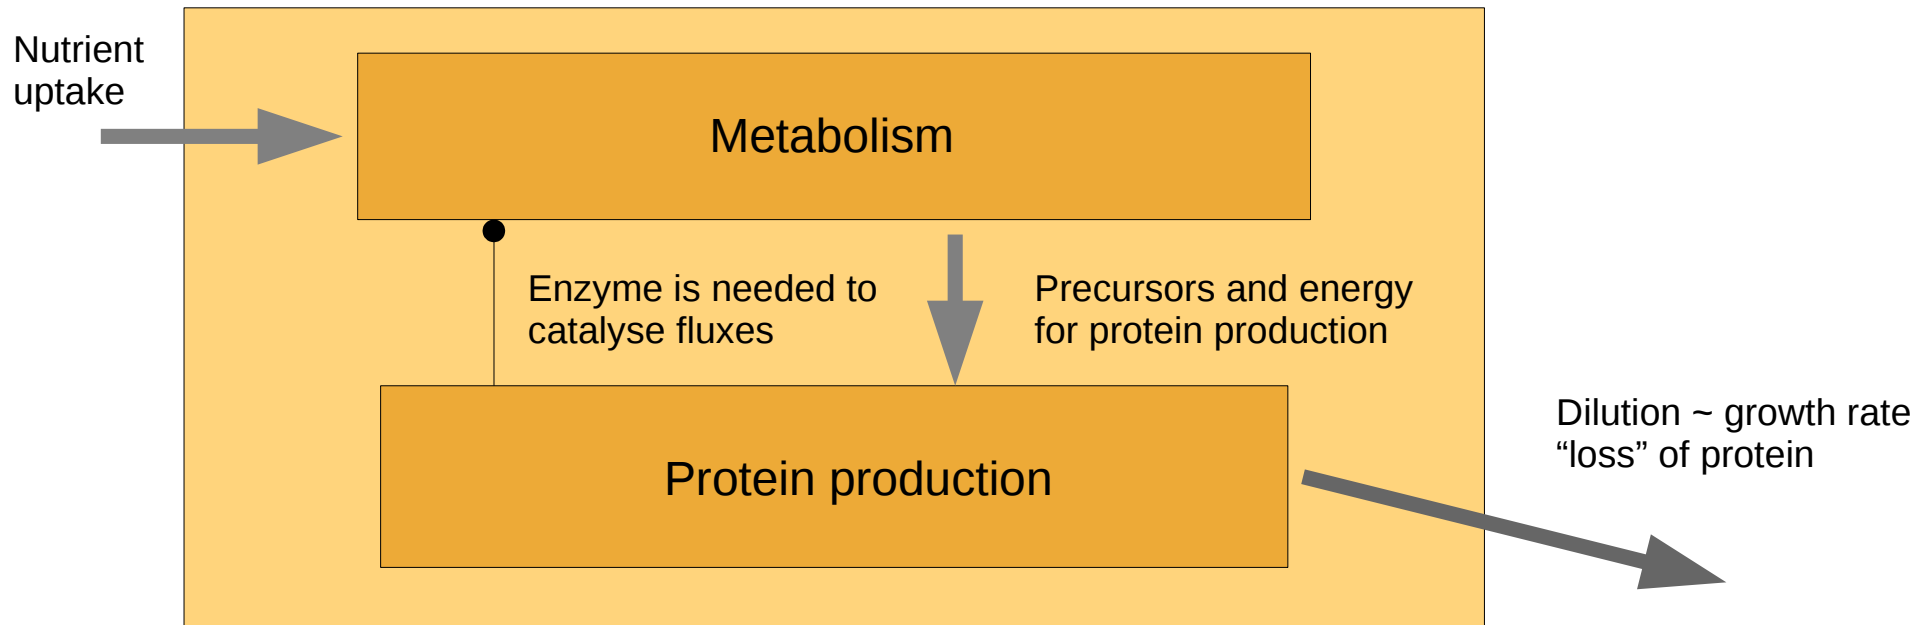 Nutrient
uptake
Metabolism
Enzyme is needed to
catalyse fluxes
Precursors and energy
for protein production
Protein production
Dilution ~ growth rate
“loss” of protein